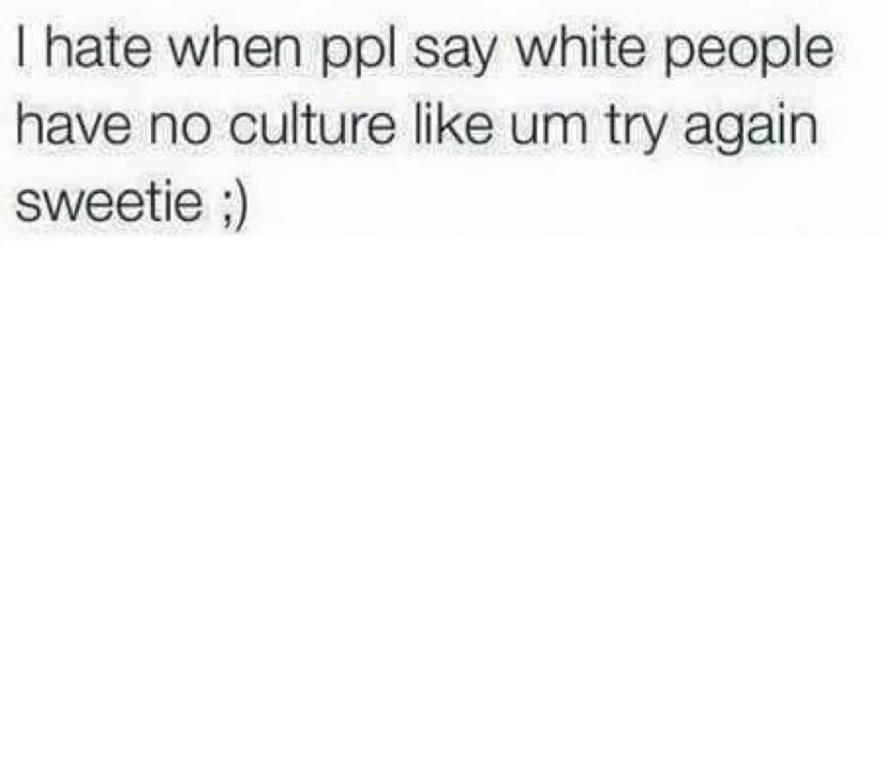 I hate when ppl say white people
have no culture like um try again
sweetie ;)